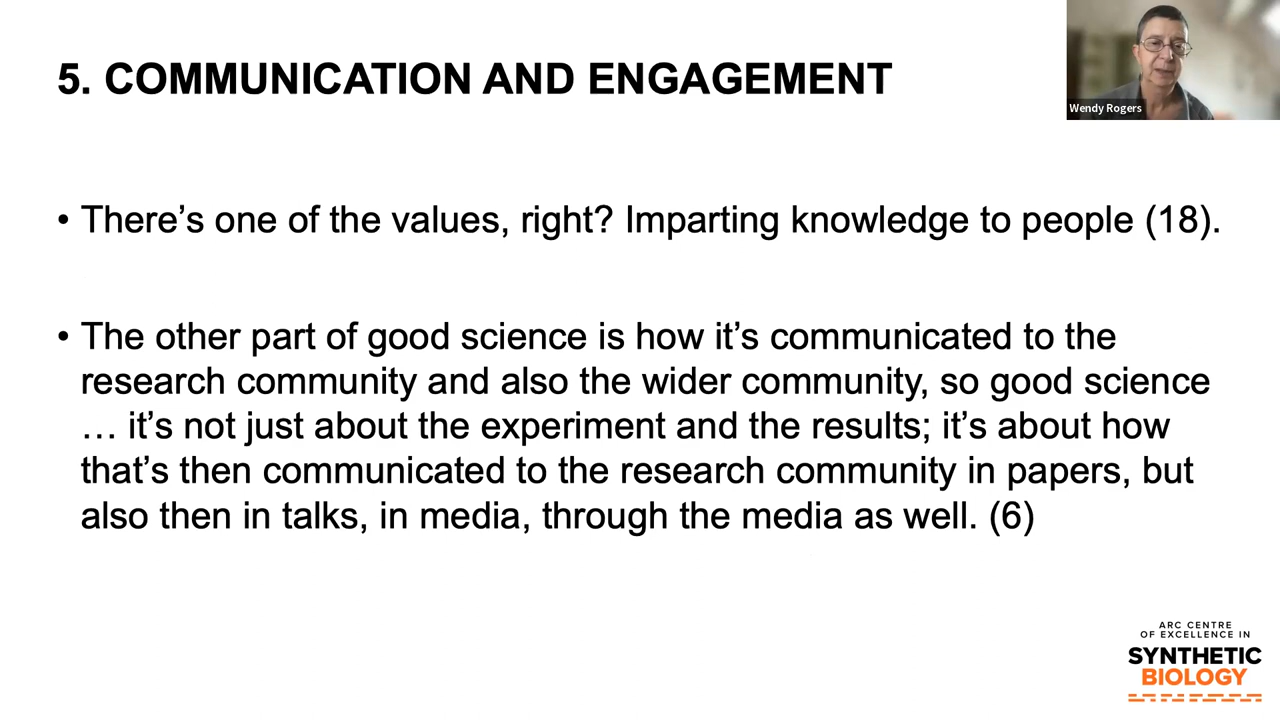 5. COMMUNICATION AND ENGAGEMENT
Wendy Rogers
• There’s one of the values, right? Imparting knowledge to people (18).
• The other part of good science is how it’s communicated to the
research community and also the wider community, so good science
… it’s not just about the experiment and the results; it’s about how
that’s then communicated to the research community in papers, but
also then in talks, in media, through the media as well. (6)
ARC CENTRE
OF EXCELLENCE IN
SYNTHETIC
BIOLOGY